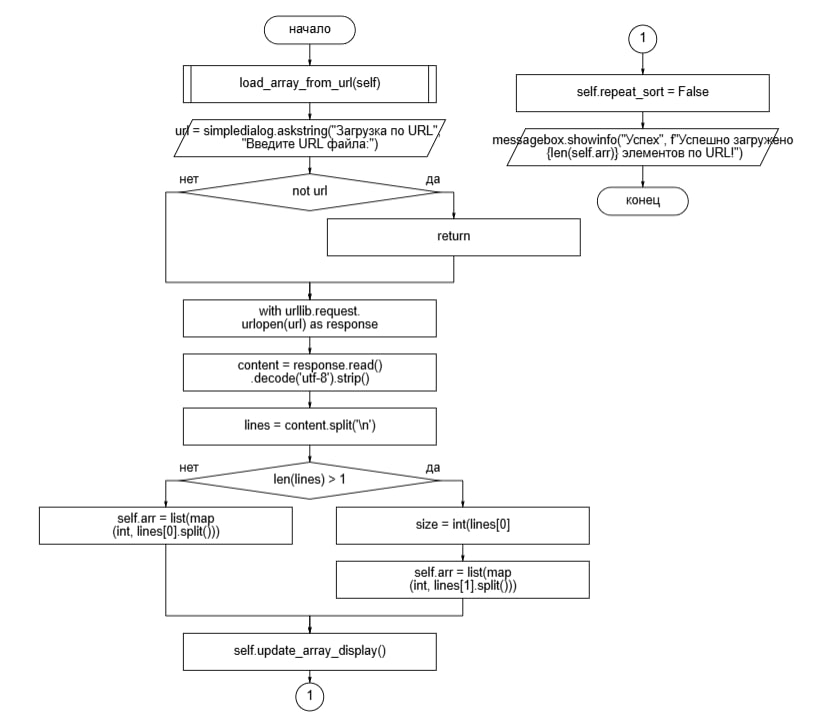 начало
load_array_from_url(self)
url = simpledialog.askstring("Загрузка по URL",
"Введите URL файла:")
нет
да
not url
return
with urllib.request.
urlopen(url) as response
content = response.read()
.decode('utf-8').strip()
lines = content.split('\n')
нет
да
len(lines) > 1
self.arr = list(map
(int, lines[0].split()))
size = int(lines[0]
self.arr = list(map
(int, lines[1].split()))
self.update_array_display()
1
1
self.repeat_sort = False
messagebox.showinfo("Успех", f"Успешно загружено
{len(self.arr)} элементов по URL!")
конец